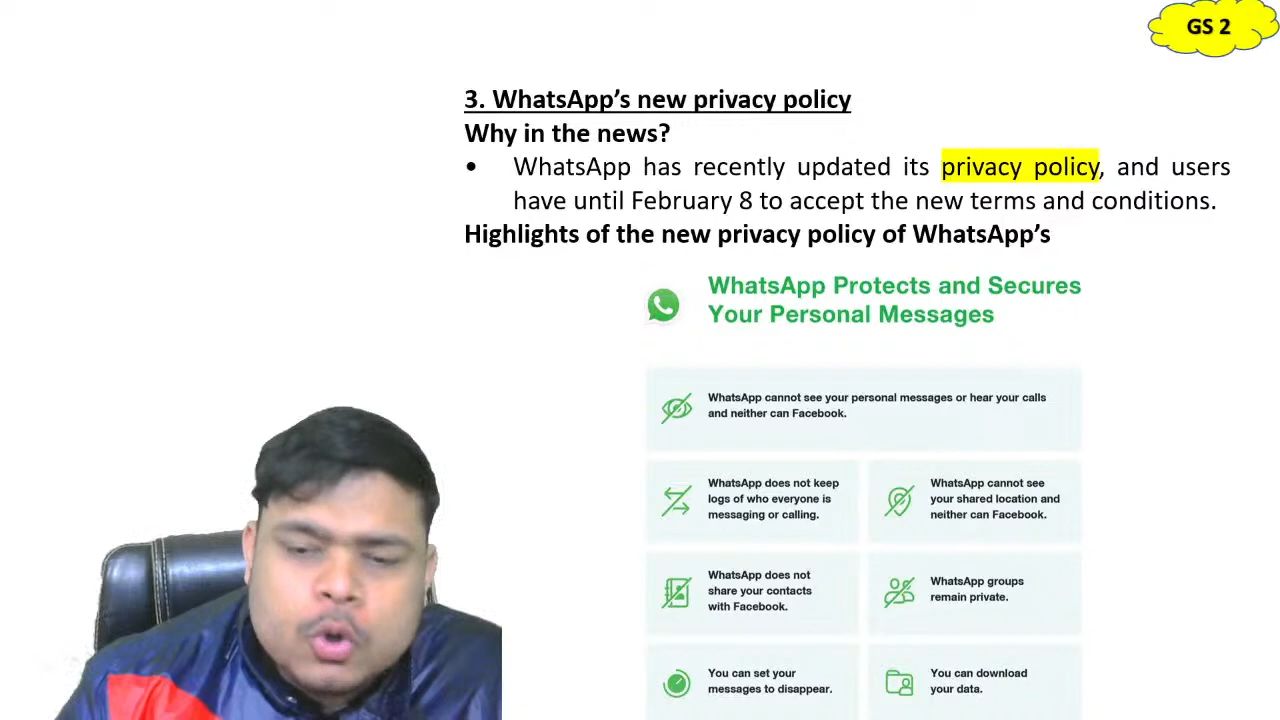 GS 2
3. WhatsApp’s new privacy policy
Why in the news?
• WhatsApp has recently updated its privacy policy, and users
have until February 8 to accept the new terms and conditions.
Highlights of the new privacy policy of WhatsApp’s
WhatsApp Protects and Secures
Your Personal Messages
WhatsApp cannot see your personal messages or hear your calls
and neither can Facebook.
WhatsApp does not keep
logs of who everyone is
messaging or calling.
WhatsApp cannot see
your shared location and
neither can Facebook.
WhatsApp does not
share your contacts
with Facebook.
WhatsApp groups
remain private.
You can set your
messages to disappear.
You can download
your data.